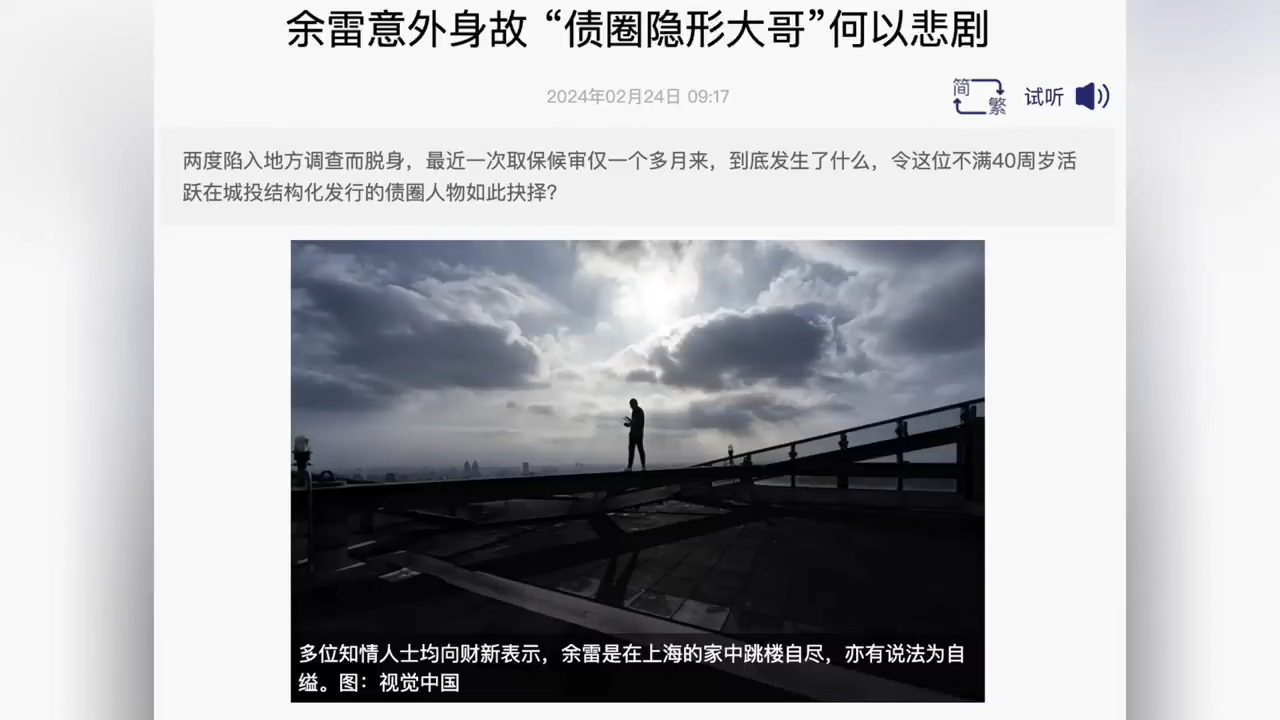 余雷意外身故 “债圈隐形大哥”何以悲剧
2024年02月24日 09:17
简
繁
试听
两度陷入地方调查而脱身，最近一次取保候审仅一个多月来，到底发生了什么，令这位不满40周岁活
跃在城投结构化发行的债圈人物如此抉择？
多位知情人士均向财新表示，余雷是在上海的家中跳楼自尽，亦有说法为自
缢。图：视觉中国